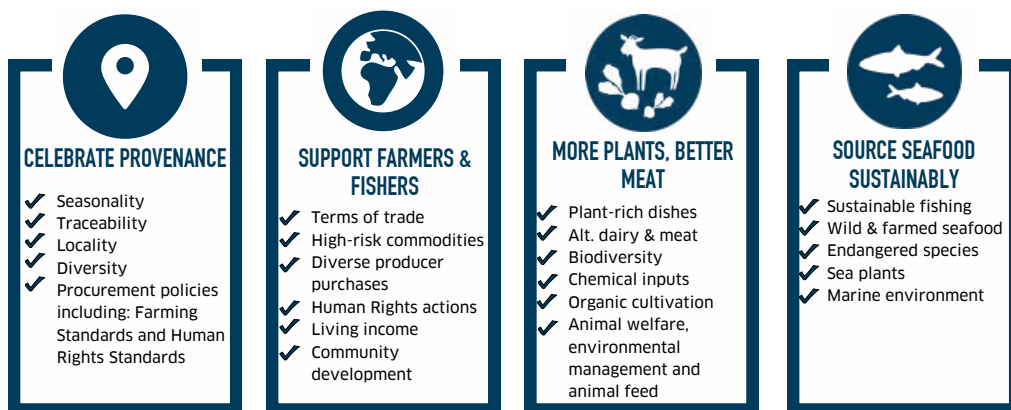 CELEBRATE PROVENANCE
Seasonality
Traceability
Locality
Diversity
Procurement policies
including: Farming
Standards and Human
Rights Standards
SUPPORT FARMERS &
FISHERS
Terms of trade
High-risk commodities
Diverse producer
purchases
Human Rights actions
Living income
Community
development
MORE PLANTS, BETTER
MEAT
Plant-rich dishes
Alt. dairy & meat
Biodiversity
Chemical inputs
Organic cultivation
Animal welfare,
environmental
management and
animal feed
SOURCE SEAFOOD
SUSTAINABLY
Sustainable fishing
Wild & farmed seafood
Endangered species
Sea plants
Marine environment